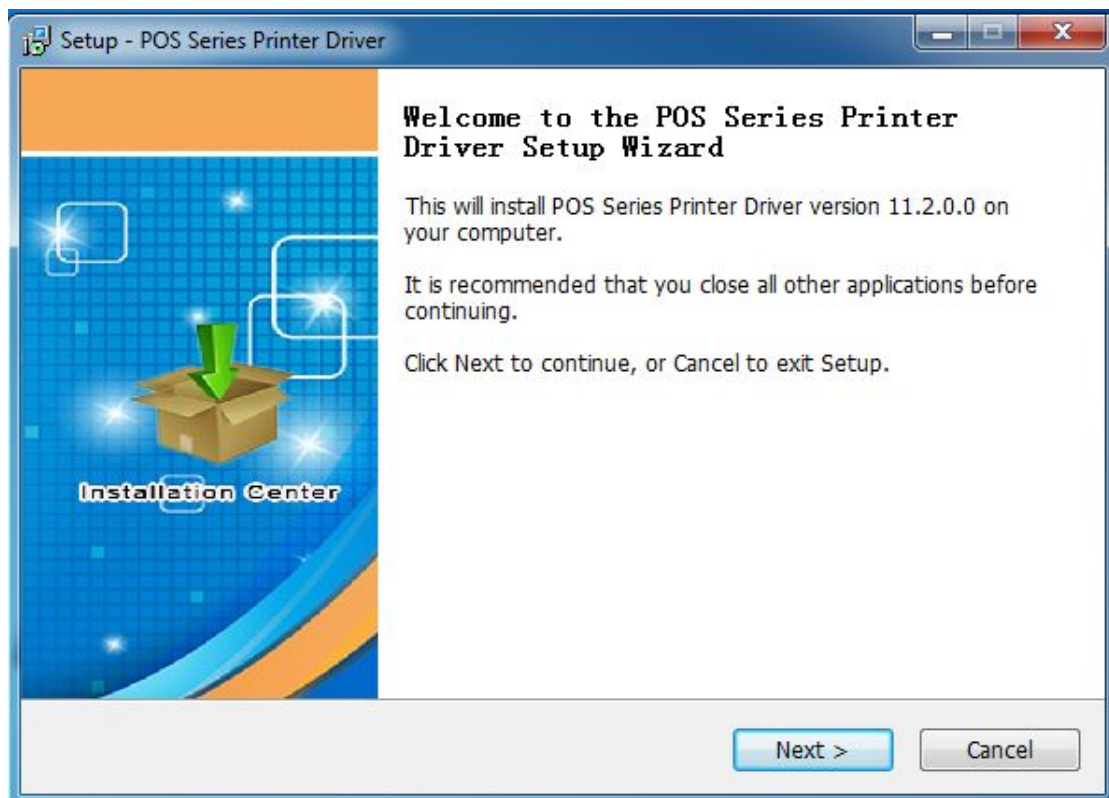 Setup - POS Series Printer Driver
Welcome to the POS Series Printer
Driver Setup Wizard
This will install POS Series Printer Driver version 11.2.0.0 on
your computer.
It is recommended that you close all other applications before
continuing.
Click Next to continue, or Cancel to exit Setup.
Installation Center
Next >
Cancel